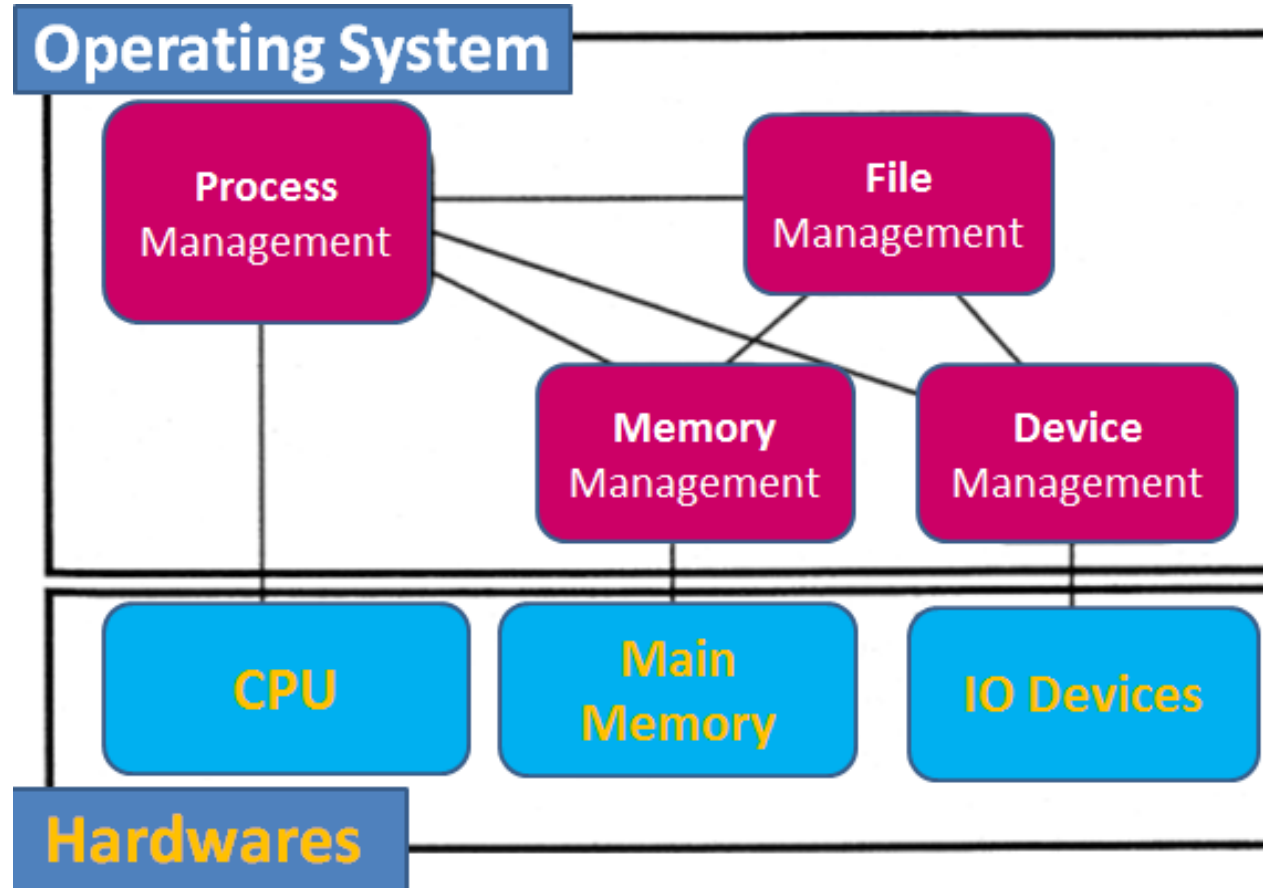 Operating System
Process
Management
File
Management
Memory
Management
Device
Management
CPU
Main
Memory
IO Devices
Hardwares